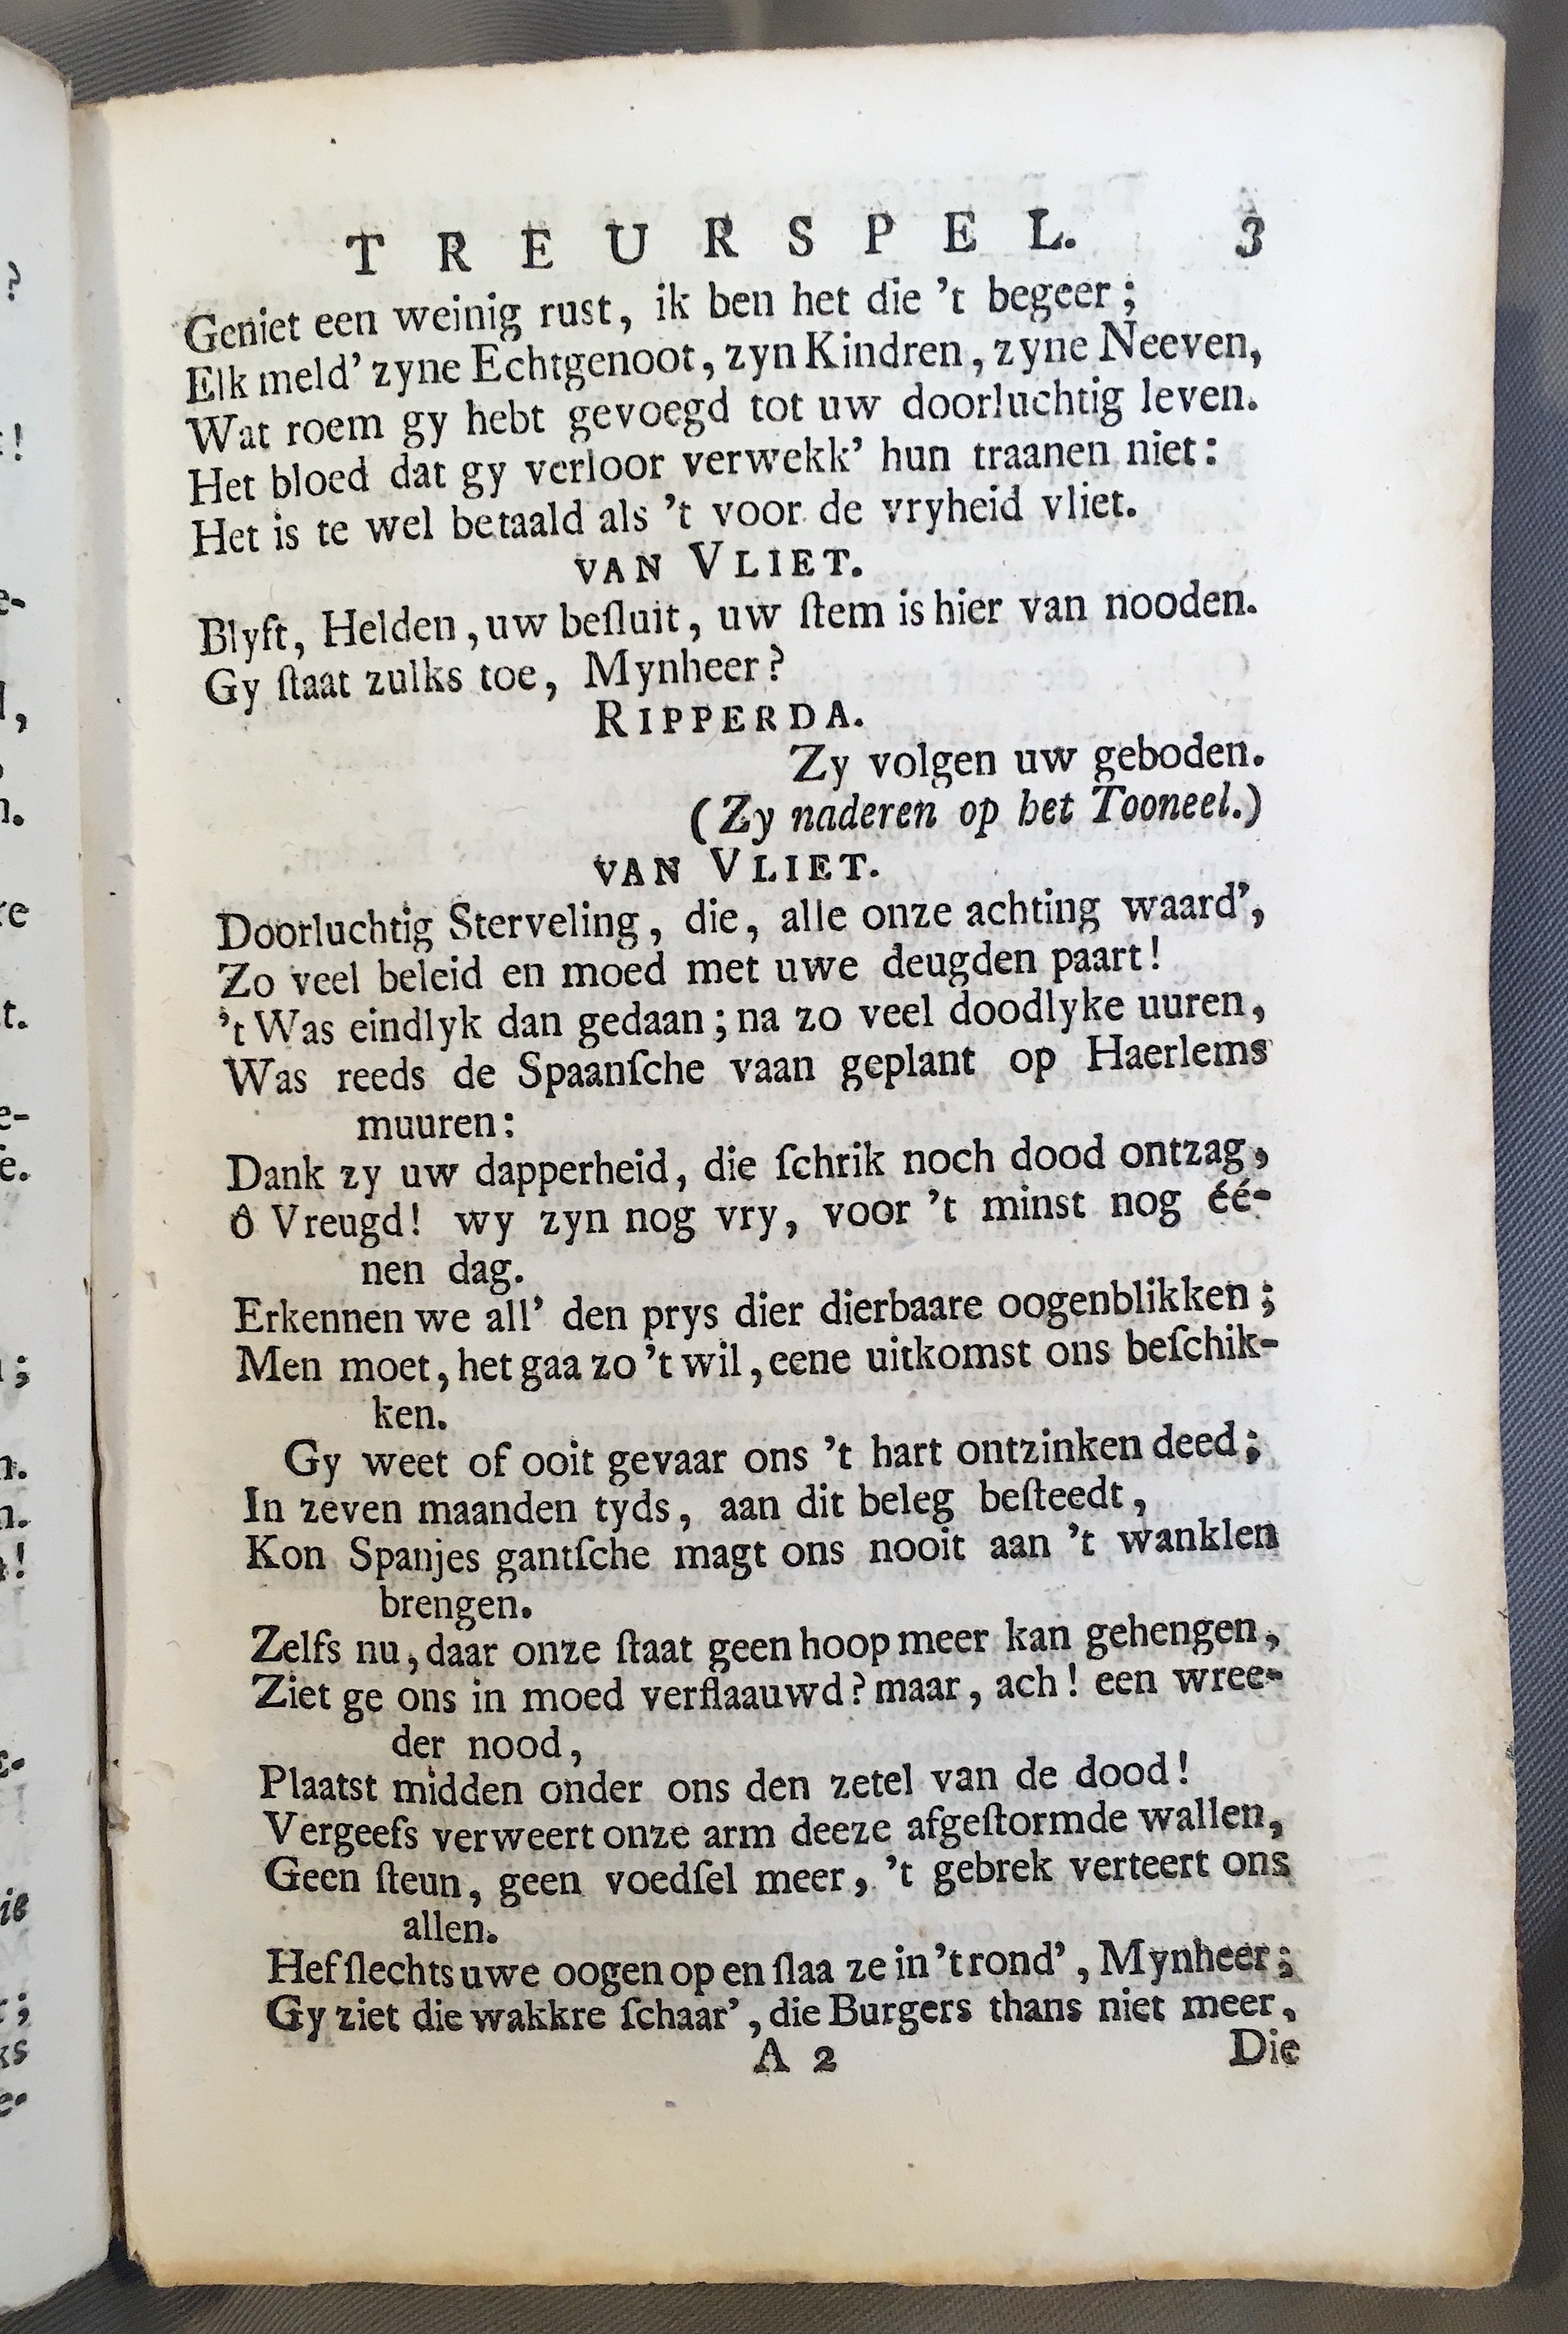 TREURSPEL. 3
Geniet een weinig rust, ik ben het die 't begeer;
Elk meld' zyne Echtgenoot, zyn Kindren, zyne Neeven,
Wat roem gy hebt gevoegd tot uw doorluchtig leven.
Het bloed dat gy verloor verwekk' hun traanen niet:
Het is te wel betaald als 't voor de vryheid vliet.
VAN VLIET.
Blyft, Helden, uw beſluit, uw ſtem is hier van nooden.
Gy ſtaat zulks toe, Mynheer?
RIPPERDA.
Zy volgen uw geboden.
(Zy naderen op het Tooneel.)
VAN VLIET.
Doorluchtig Sterveling, die, alle onze achting waard',
Zo veel beleid en moed met uwe deugden paart!
't Was eindlyk dan gedaan; na zo veel doodlyke uuren,
Was reeds de Spaanſche vaan geplant op Haerlems
muuren:
Dank zy uw dapperheid, die ſchrik noch dood ontzag,
ô Vreugd! wy zyn nog vry, voor 't minst nog éé-
nen dag.
Erkennen we all' den prys dier dierbaare oogenblikken;
Men moet, het gaa zo 't wil, eene uitkomst ons beſchik-
ken.
Gy weet of ooit gevaar ons 't hart ontzinken deed;
In zeven maanden tyds, aan dit beleg beſteedt,
Kon Spanjes gantſche magt ons nooit aan 't wanklen
brengen.
Zelfs nu, daar onze ſtaat geen hoop meer kan gehengen,
Ziet ge ons in moed verflaauwd? maar, ach! een wree-
der nood,
Plaatst midden onder ons den zetel van de dood!
Vergeefs verweert onze arm deeze afgeſtormde wallen,
Geen ſteun, geen voedſel meer, 't gebrek verteert ons
allen.
Hef ſlechts uwe oogen op en ſlaa ze in 't rond', Mynheer;
Gy ziet die wakkre ſchaar', die Burgers thans niet meer,
A 2 Die